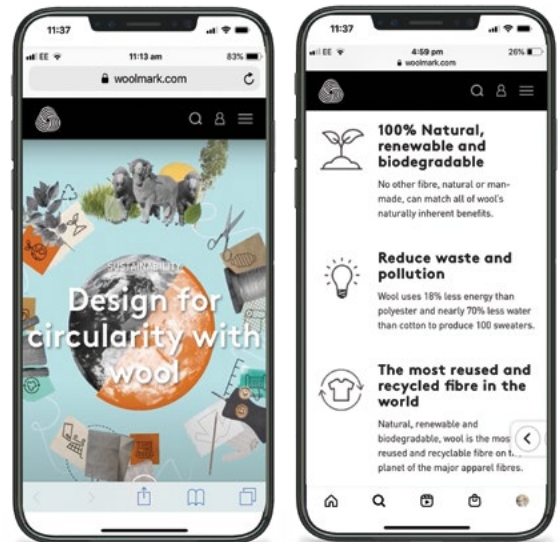 11:37
EE
11:13 am
83%
woolmark.com
SUSTAINABILITY
Design for
circularity with
wool
11:37
EE
4:59 pm
26%
woolmark.com
100% Natural,
renewable and
biodegradable
No other fibre, natural or man-
made, can match all of wool's
naturally inherent benefits.
Reduce waste and
pollution
Wool uses 18% less energy than
polyester and nearly 70% less water
than cotton to produce 100 sweaters.
The most reused and
recycled fibre in the
world
Natural, renewable and
biodegradable, wool is the mos
reused and recyclable fibre on
planet of the major apparel fibres.